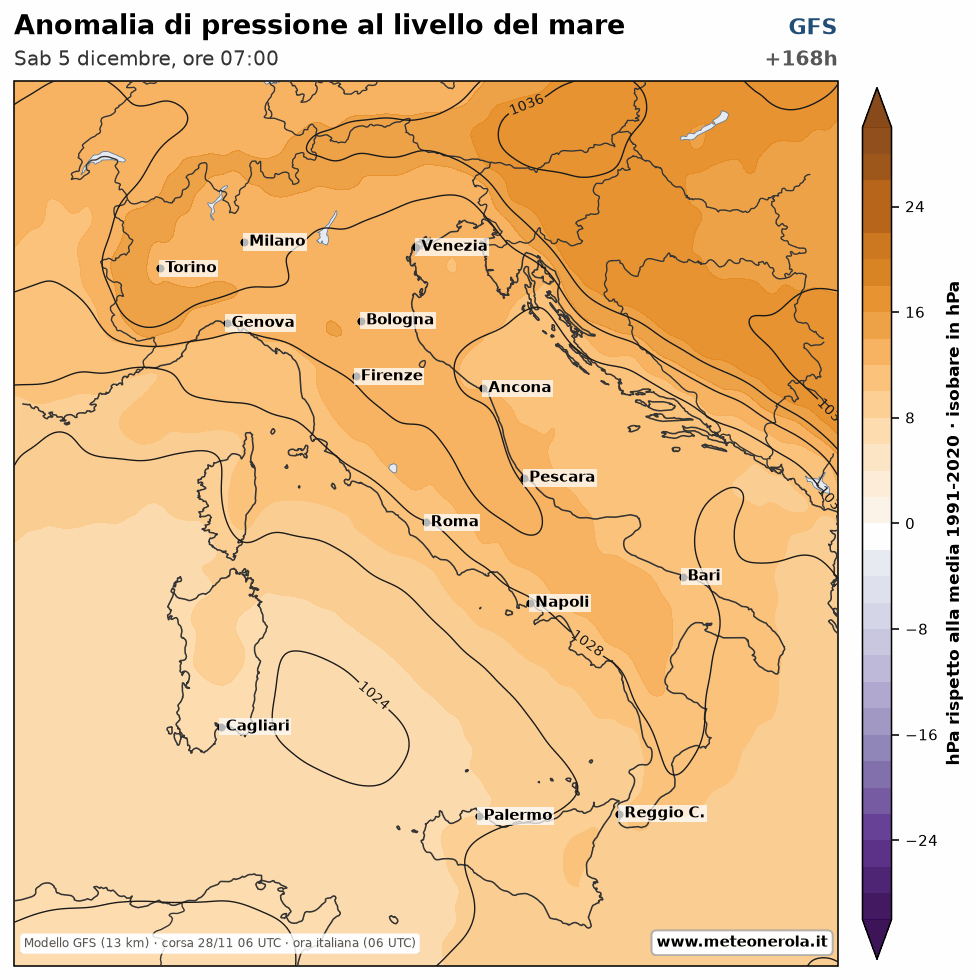 Anomalia di pressione al livello del mare
GFS
Sab 5 dicembre, ore 07:00
+168h
1036
Milano
Venezia
Torino
Genova
Bologna
Firenze
Ancona
Pescara
Roma
Bari
Napoli
1028
1024
Cagliari
Palermo
Reggio C.
Modello GFS (13 km) · corsa 28/11 06 UTC · ora italiana (06 UTC)
www.meteonerola.it
24
16
8
0
−8
−16
−24
hPa rispetto alla media 1991-2020 · isobare in hPa